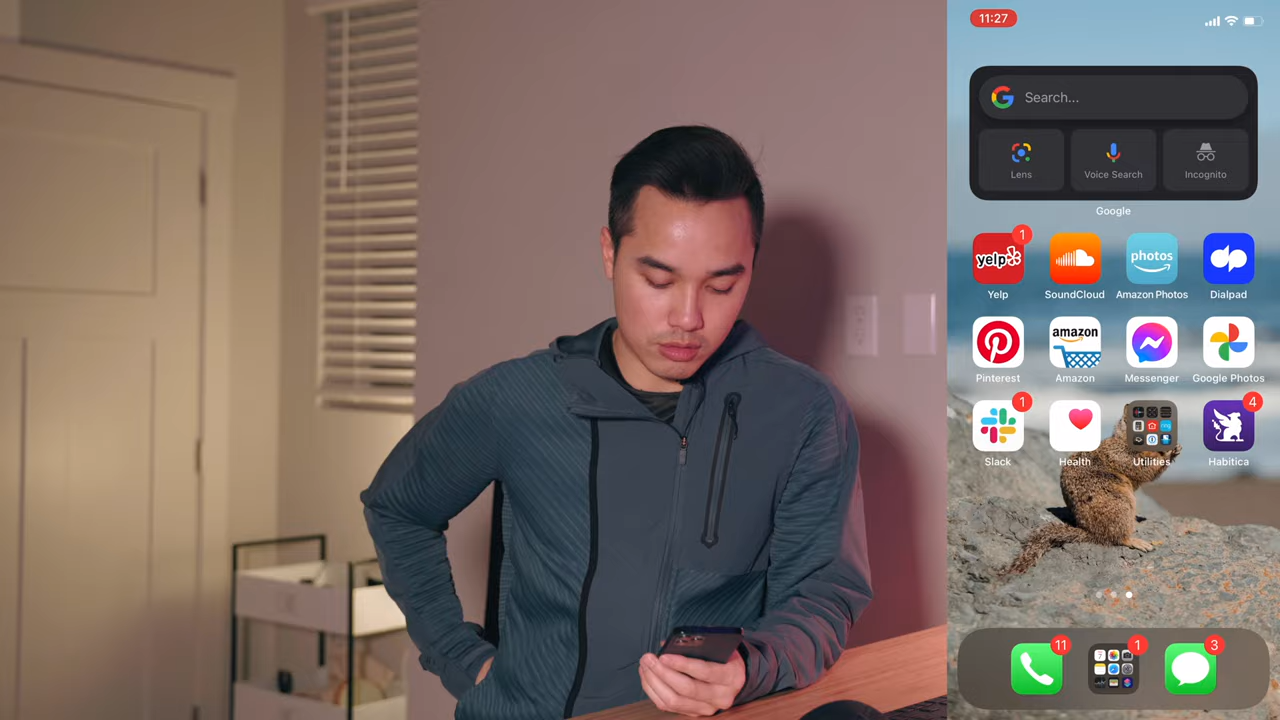 11:27
Search...
Lens
Voice Search
Incognito
Google
1
yelp
photos
Yelp
SoundCloud
Amazon Photos
Dialpad
amazon
Pinterest
Amazon
Messenger
Google Photos
1
4
Slack
Health
Utilities
Habitica
11
1
3